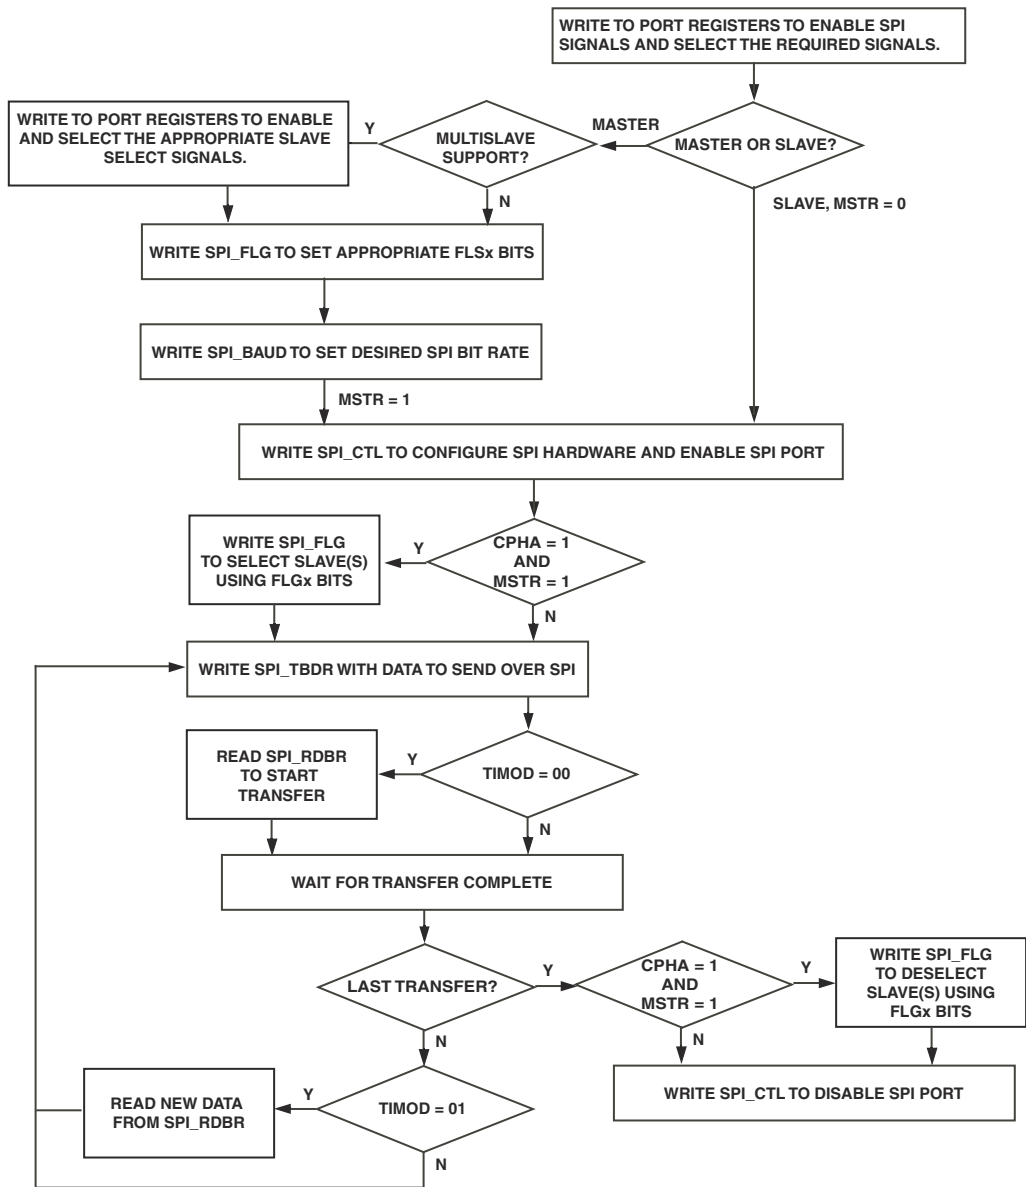 WRITE TO PORT REGISTERS TO ENABLE SPI
SIGNALS AND SELECT THE REQUIRED SIGNALS.
WRITE TO PORT REGISTERS TO ENABLE
AND SELECT THE APPROPRIATE SLAVE
SELECT SIGNALS.
Y
MULTISLAVE
SUPPORT?
MASTER
MASTER OR SLAVE?
N
SLAVE, MSTR = 0
WRITE SPI_FLG TO SET APPROPRIATE FLSx BITS
WRITE SPI_BAUD TO SET DESIRED SPI BIT RATE
MSTR = 1
WRITE SPI_CTL TO CONFIGURE SPI HARDWARE AND ENABLE SPI PORT
WRITE SPI_FLG
TO SELECT SLAVE(S)
USING FLGx BITS
Y
CPHA = 1
AND
MSTR = 1
N
WRITE SPI_TBDR WITH DATA TO SEND OVER SPI
READ SPI_RDBR
TO START
TRANSFER
Y
TIMOD = 00
N
WAIT FOR TRANSFER COMPLETE
LAST TRANSFER?
Y
CPHA = 1
AND
MSTR = 1
Y
WRITE SPI_FLG
TO DESELECT
SLAVE(S) USING
FLGx BITS
N
N
WRITE SPI_CTL TO DISABLE SPI PORT
READ NEW DATA
FROM SPI_RDBR
Y
TIMOD = 01
N